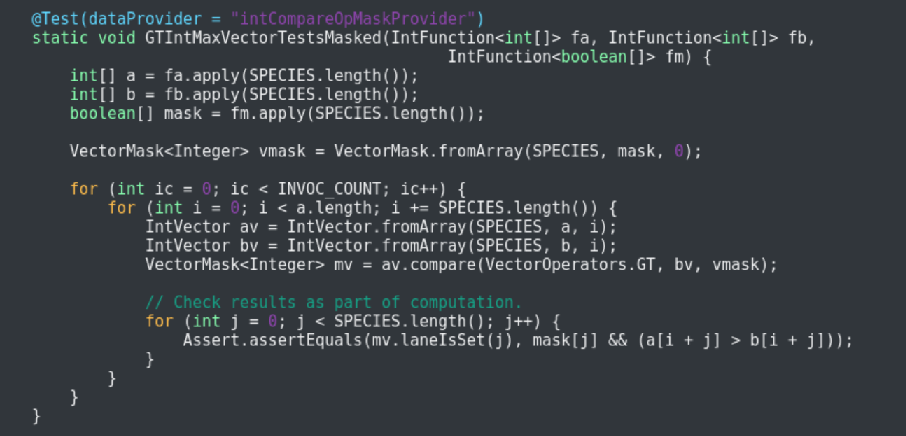 @Test(dataProvider = "intCompareOpMaskProvider")
static void GTIntMaxVectorTestsMasked(IntFunction<int[]> fa, IntFunction<int[]> fb,
                                            IntFunction<boolean[]> fm) {
    int[] a = fa.apply(SPECIES.length());
    int[] b = fb.apply(SPECIES.length());
    boolean[] mask = fm.apply(SPECIES.length());

    VectorMask<Integer> vmask = VectorMask.fromArray(SPECIES, mask, 0);

    for (int ic = 0; ic < INVOC_COUNT; ic++) {
        for (int i = 0; i < a.length; i += SPECIES.length()) {
            IntVector av = IntVector.fromArray(SPECIES, a, i);
            IntVector bv = IntVector.fromArray(SPECIES, b, i);
            VectorMask<Integer> mv = av.compare(VectorOperators.GT, bv, vmask);

            // Check results as part of computation.
            for (int j = 0; j < SPECIES.length(); j++) {
                Assert.assertEquals(mv.laneIsSet(j), mask[j] && (a[i + j] > b[i + j]));
            }
        }
    }
}